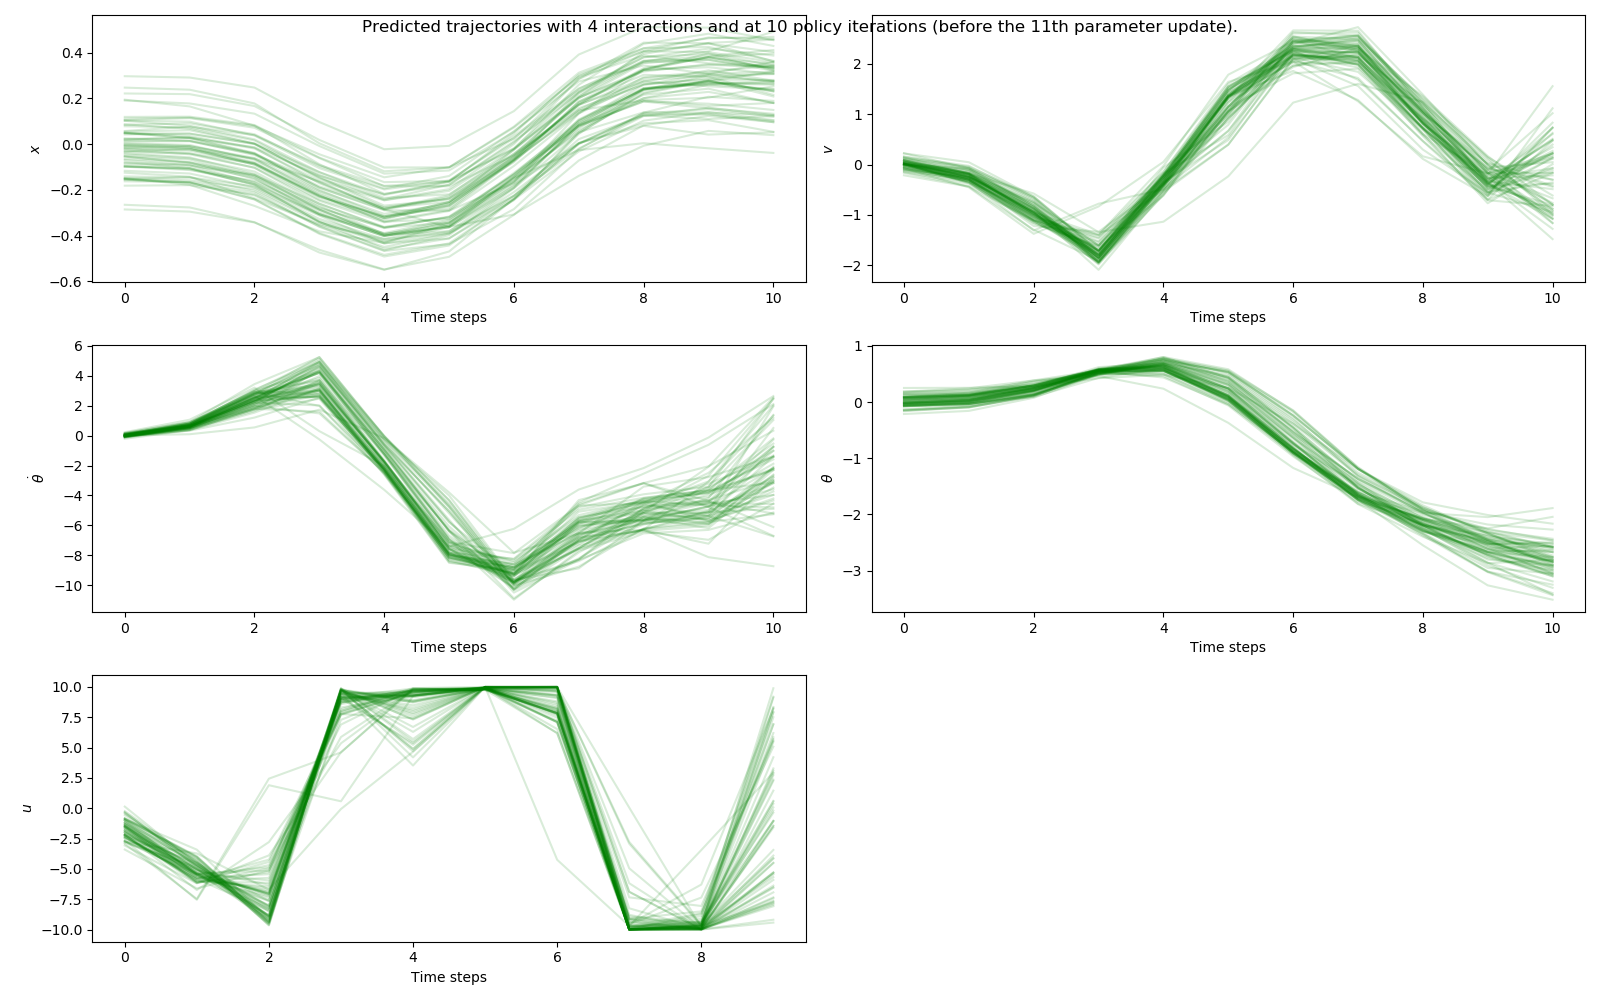 Predicted trajectories with 4 interactions and at 10 policy iterations (before the 11th parameter update).
0.4
0.2
0.0
−0.2
−0.4
−0.6
x
0 2 4 6 8 10
Time steps
2
1
0
−1
−2
v
0 2 4 6 8 10
Time steps
6
4
2
0
−2
−4
−6
−8
−10
θ̇
0 2 4 6 8 10
Time steps
1
0
−1
−2
−3
θ
0 2 4 6 8 10
Time steps
10.0
7.5
5.0
2.5
0.0
−2.5
−5.0
−7.5
−10.0
u
0 2 4 6 8
Time steps